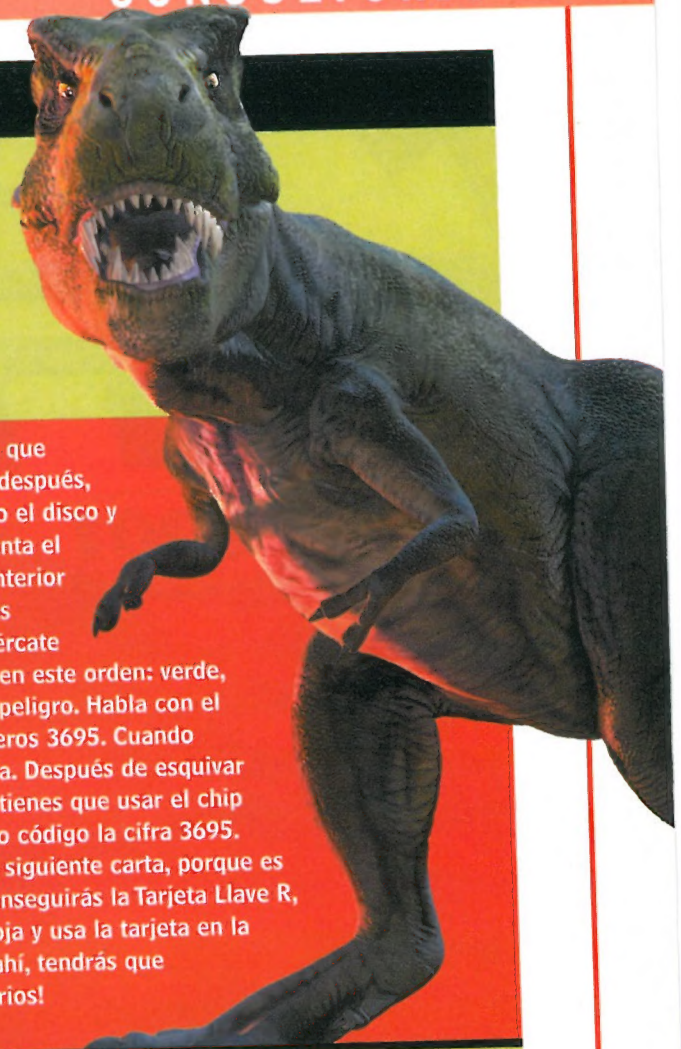 que
después,
o el disco y
nta el
nterior
s
ércate
en este orden: verde,
peligro. Habla con el
eros 3695. Cuando
a. Después de esquivar
tienes que usar el chip
o código la cifra 3695.
siguiente carta, porque es
nseguirás la Tarjeta Llave R,
oja y usa la tarjeta en la
ahí, tendrás que
rios!